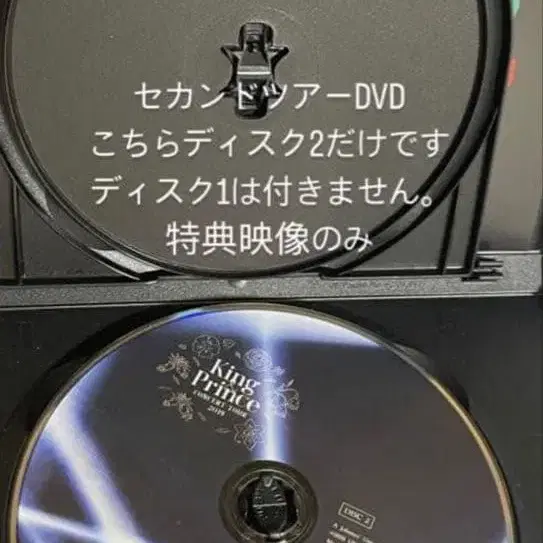 セカンドツアーDVD
こちらディスク2だけです
ディスク1は付きません。
特典映像のみ
King
Prince
CONCERT TOUR
2019
DISC 2